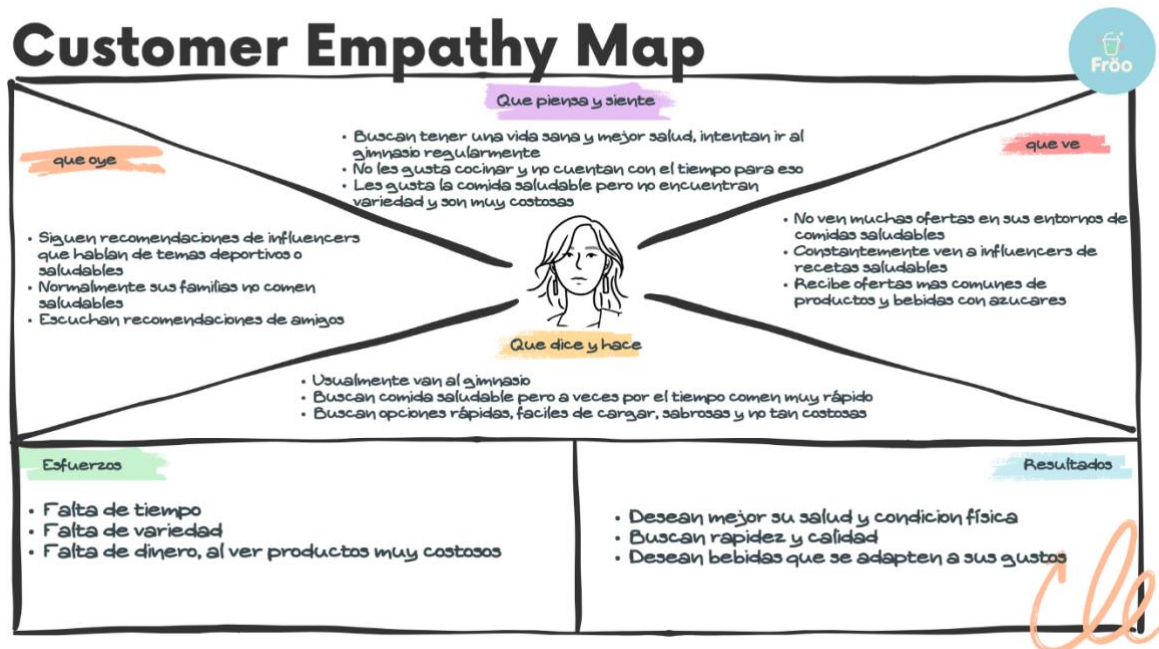 Customer Empathy Map
Fröo
Que piensa y siente
• Buscan tener una vida sana y mejor salud, intentan ir al
gimnasio regularmente
• No les gusta cocinar y no cuentan con el tiempo para eso
• Les gusta la comida saludable pero no encuentran
variedad y son muy costosas
que oye
• Siguen recomendaciones de influencers
que hablan de temas deportivos o
saludables
• Normalmente sus familias no comen
saludables
• Escuchan recomendaciones de amigos
que ve
• No ven muchas ofertas en sus entornos de
comidas saludables
• Constantemente ven a influencers de
recetas saludables
• Recibe ofertas mas comunes de
productos y bebidas con azucares
Que dice y hace
• Usualmente van al gimnasio
• Buscan comida saludable pero a veces por el tiempo comen muy rápido
• Buscan opciones rápidas, faciles de cargar, sabrosas y no tan costosas
Esfuerzos
• Falta de tiempo
• Falta de variedad
• Falta de dinero, al ver productos muy costosos
Resultados
• Desean mejor su salud y condicion física
• Buscan rapidez y calidad
• Desean bebidas que se adapten a sus gustos